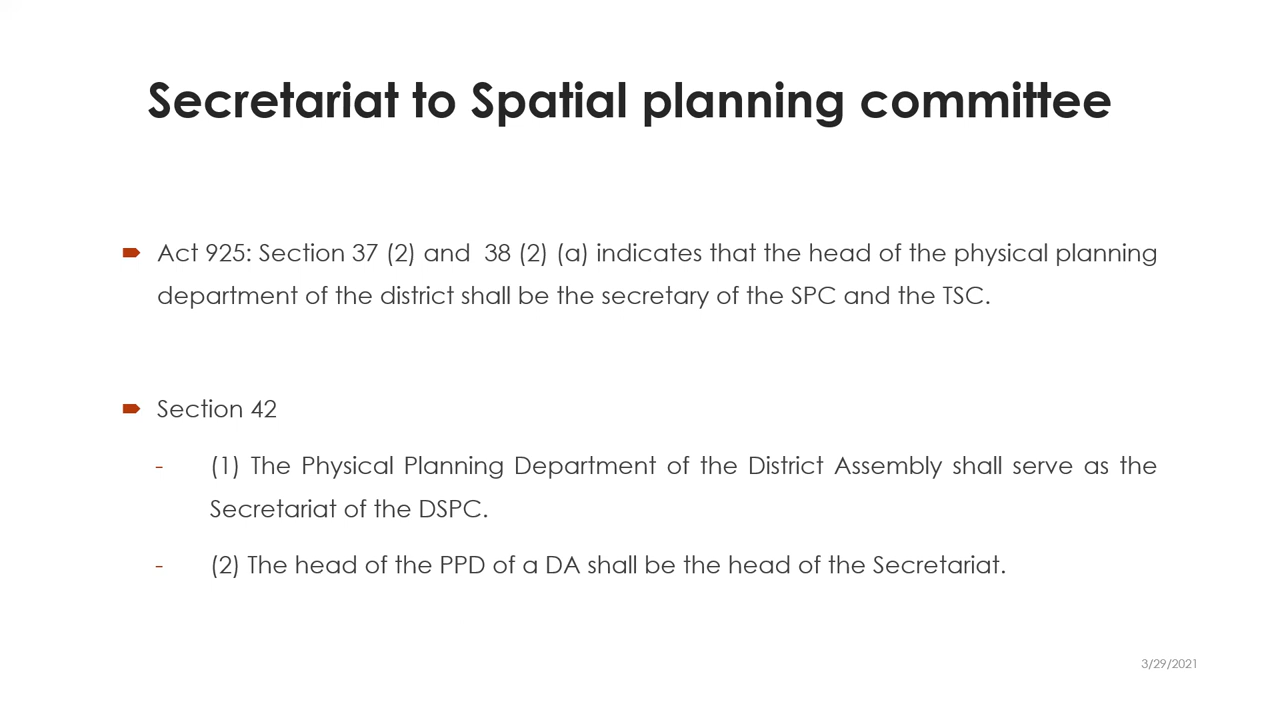 Secretariat to Spatial planning committee
Act 925: Section 37 (2) and 38 (2) (a) indicates that the head of the physical planning
department of the district shall be the secretary of the SPC and the TSC.
Section 42
- (1) The Physical Planning Department of the District Assembly shall serve as the
Secretariat of the DSPC.
- (2) The head of the PPD of a DA shall be the head of the Secretariat.
3/29/2021